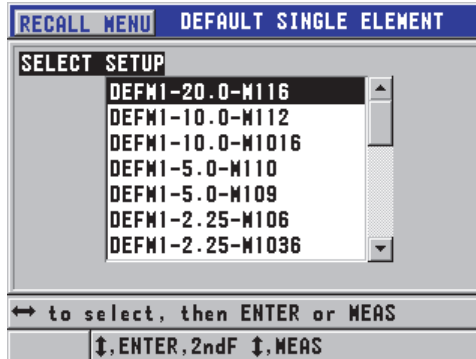 RECALL MENU DEFAULT SINGLE ELEMENT
SELECT SETUP
DEFM1-20.0-M116
DEFM1-10.0-M112
DEFM1-10.0-M1016
DEFM1-5.0-M110
DEFM1-5.0-M109
DEFM1-2.25-M106
DEFM1-2.25-M1036
↔ to select, then ENTER or MEAS
↕,ENTER,2ndF ↕,MEAS